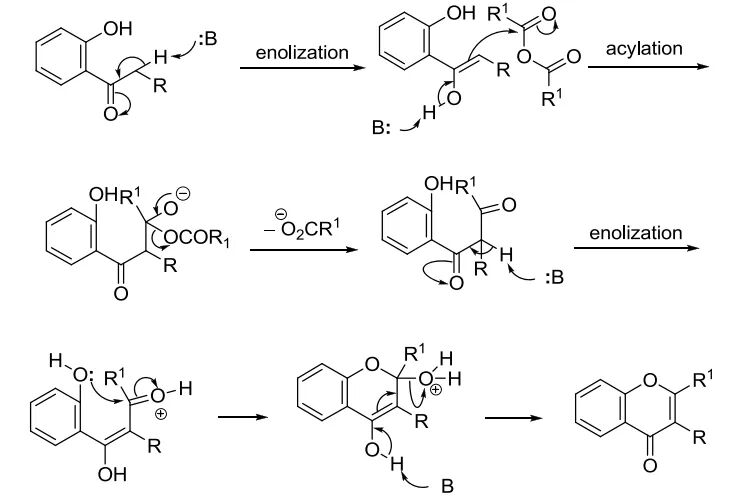 OH
H
:B
R
O
enolization
OH
R
O
H
B:
R¹
O
O
O
R¹
acylation
OH
R¹
O
⊖
OCOR₁
R
O
– ⊖O₂CR¹
OH
R¹
O
H
R
O
:B
enolization
H
O:
R¹
O–H
⊕
R
OH
O
R¹
H
O–H
⊕
R
O
H
B
O
R¹
R
O